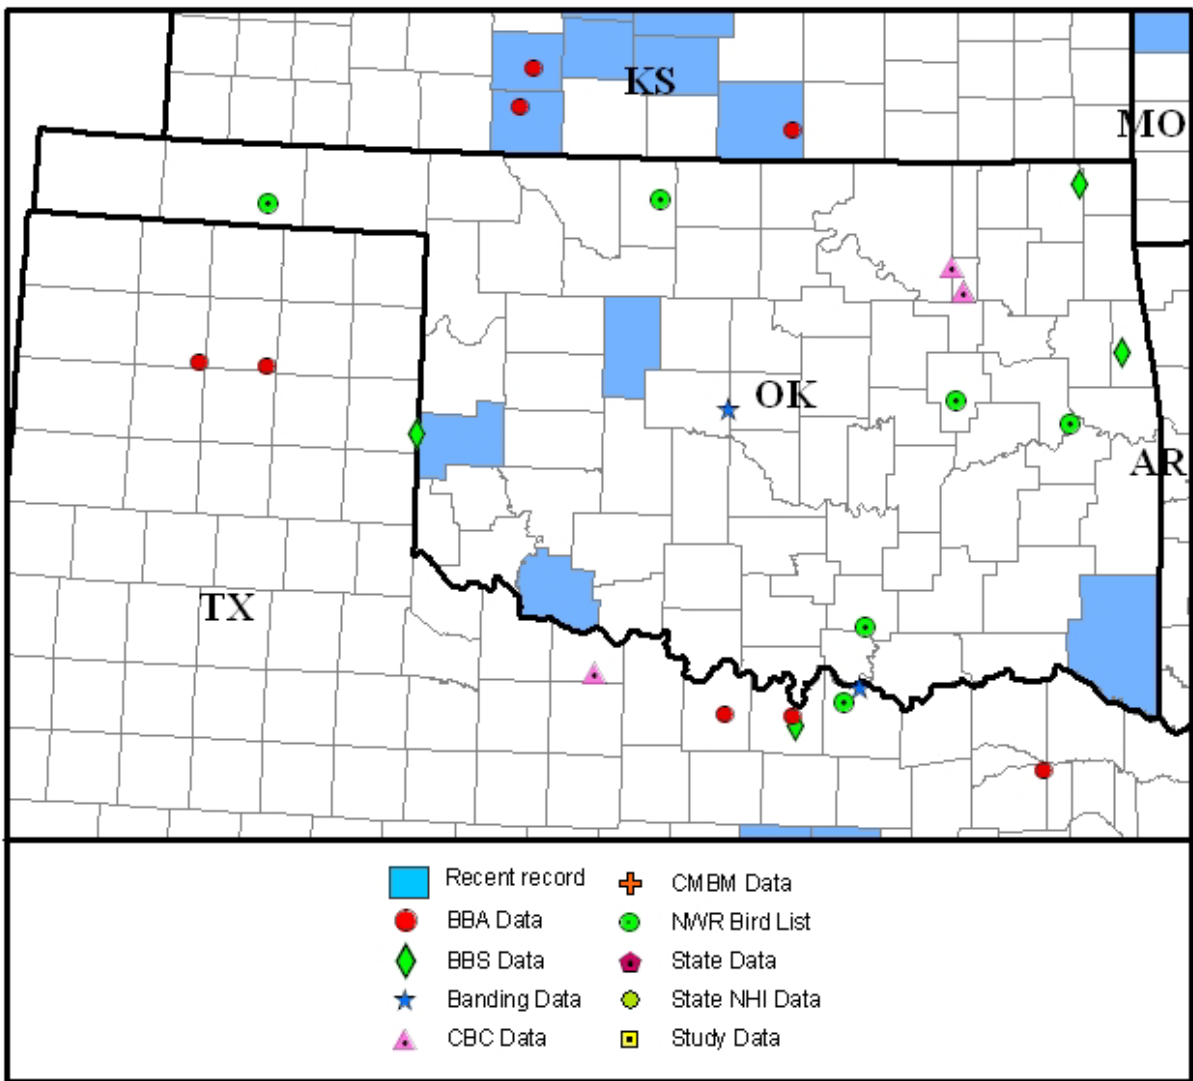 KS
MO
OK
AR
TX
Recent record
CMBM Data
BBA Data
NWR Bird List
BBS Data
State Data
Banding Data
State NHI Data
CBC Data
Study Data